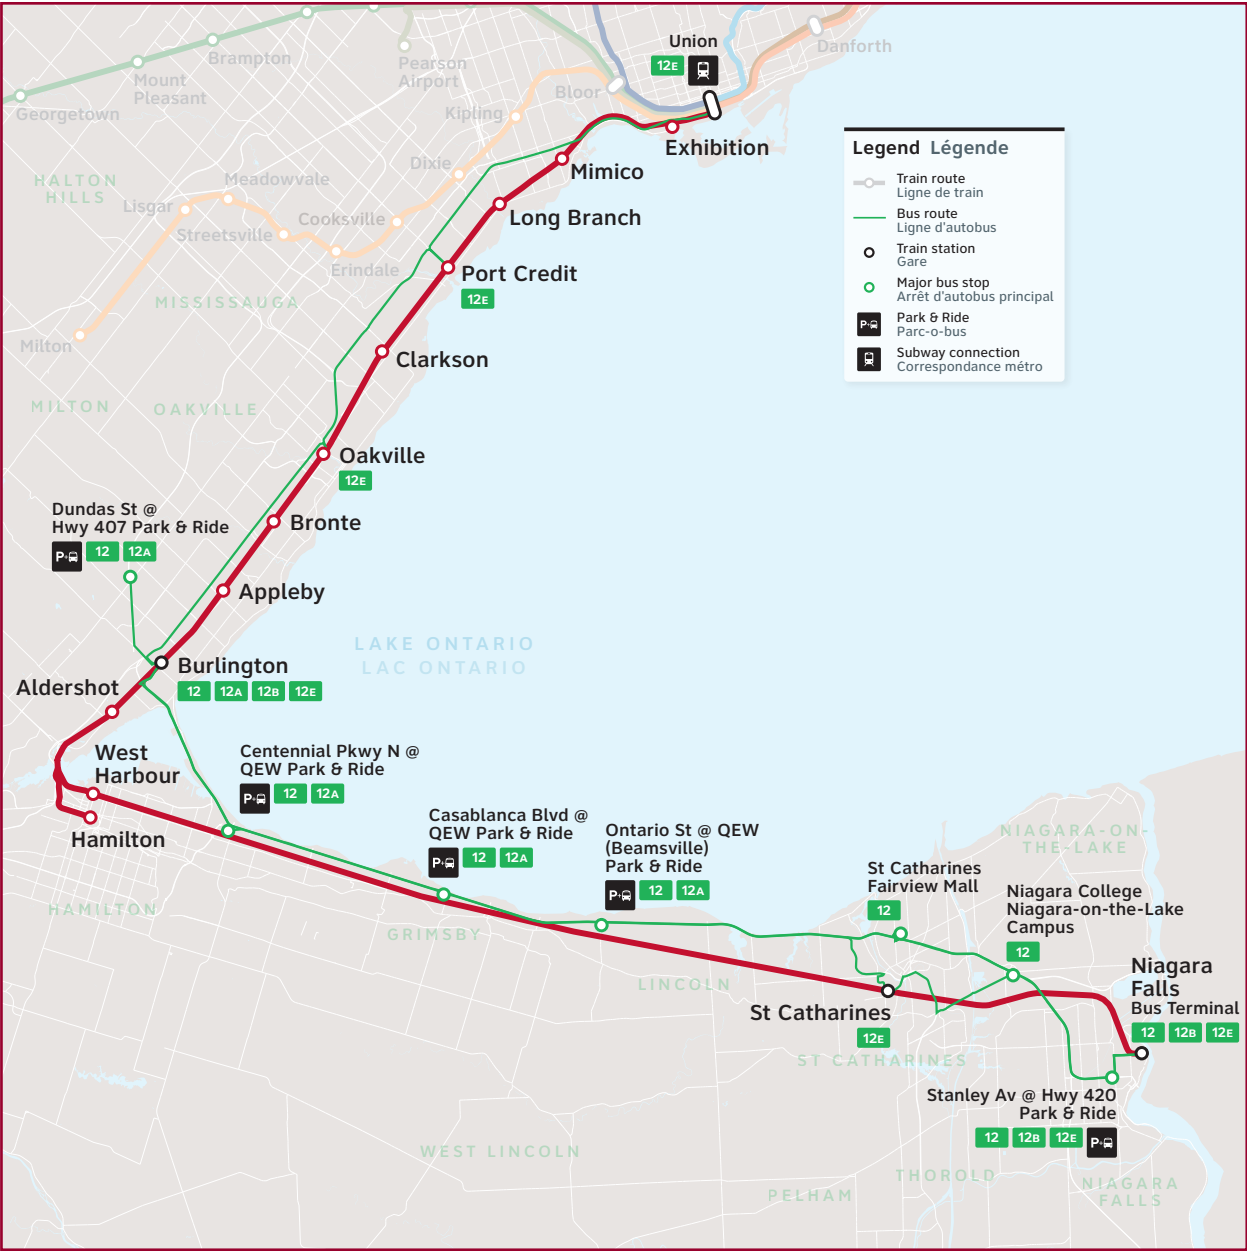 Union
12E
Danforth
Brampton
Mount
Pleasant
Georgetown
Pearson
Airport
Bloor
Kipling
Exhibition
Mimico
Dixie
Long Branch
HALTON
HILLS
Meadowvale
Lisgar
Streetsville
Cooksville
Erindale
Port Credit
12E
MISSISSAUGA
Milton
Clarkson
MILTON
OAKVILLE
Oakville
12E
Bronte
Dundas St @
Hwy 407 Park & Ride
P+ 12 12A
Appleby
LAKE ONTARIO
LAC ONTARIO
Burlington
12 12A 12B 12E
Aldershot
West
Harbour
Hamilton
HAMILTON
Centennial Pkwy N @
QEW Park & Ride
P+ 12 12A
Casablanca Blvd @
QEW Park & Ride
P+ 12 12A
GRIMSBY
Ontario St @ QEW
(Beamsville)
Park & Ride
P+ 12 12A
LINCOLN
St Catharines
Fairview Mall
12
NIAGARA-ON-
THE-LAKE
Niagara College
Niagara-on-the-Lake
Campus
12
St Catharines
12E
ST CATHARINES
Niagara
Falls
Bus Terminal
12 12B 12E
Stanley Av @ Hwy 420
Park & Ride
12 12B 12E P+
WEST LINCOLN
PELHAM
THOROLD
NIAGARA
FALLS
Legend Légende
Train route
Ligne de train
Bus route
Ligne d'autobus
Train station
Gare
Major bus stop
Arrêt d'autobus principal
P+ Park & Ride
Parc-o-bus
Subway connection
Correspondance métro